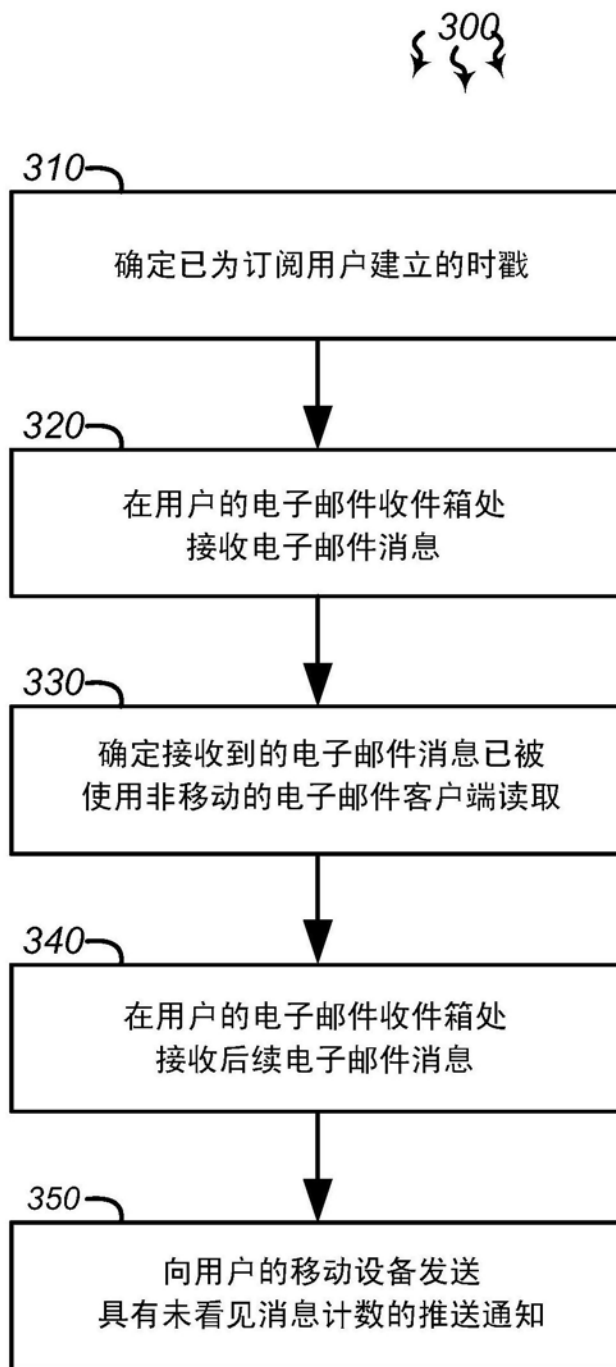 300
310
确定已为订阅用户建立的时戳
320
在用户的电子邮件收件箱处
接收电子邮件消息
330
确定接收到的电子邮件消息已被
使用非移动的电子邮件客户端读取
340
在用户的电子邮件收件箱处
接收后续电子邮件消息
350
向用户的移动设备发送
具有未看见消息计数的推送通知